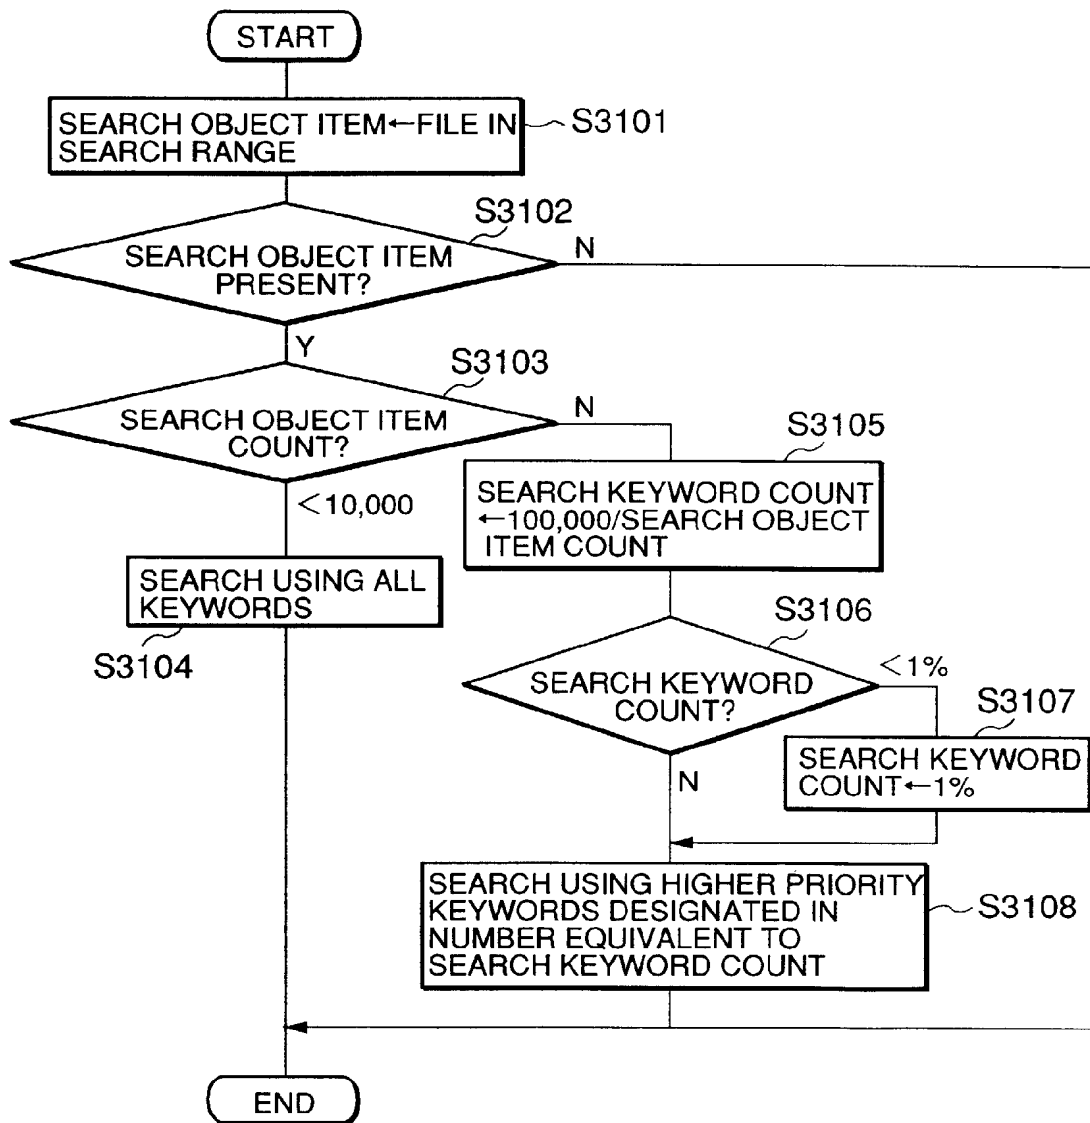 START
SEARCH OBJECT ITEM←FILE IN
SEARCH RANGE
S3101
S3102
SEARCH OBJECT ITEM
PRESENT?
N
Y
S3103
SEARCH OBJECT ITEM
COUNT?
N
<10,000
S3105
SEARCH KEYWORD COUNT
←100,000/SEARCH OBJECT
ITEM COUNT
SEARCH USING ALL
KEYWORDS
S3104
S3106
SEARCH KEYWORD
COUNT?
<1%
N
S3107
SEARCH KEYWORD
COUNT←1%
SEARCH USING HIGHER PRIORITY
KEYWORDS DESIGNATED IN
NUMBER EQUIVALENT TO
SEARCH KEYWORD COUNT
S3108
END